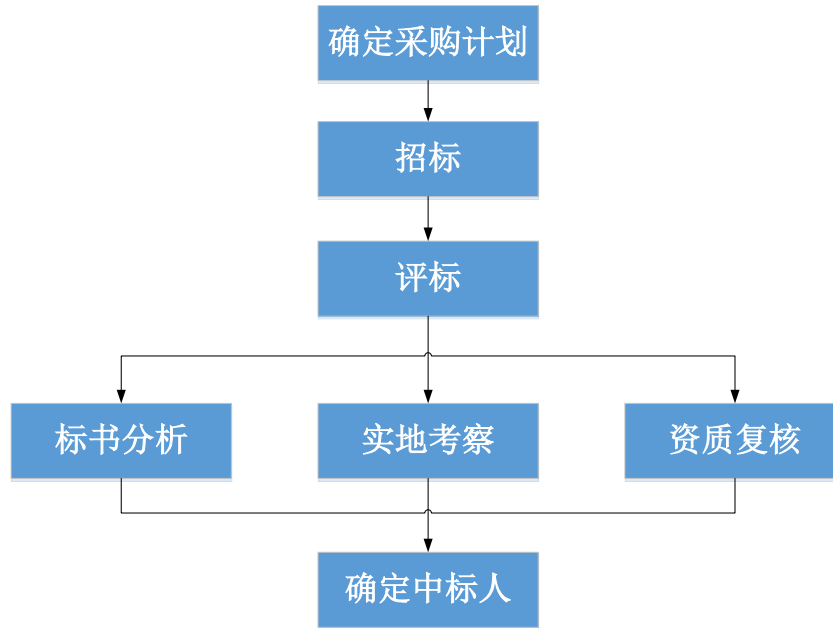 确定采购计划
招标
评标
标书分析
实地考察
资质复核
确定中标人